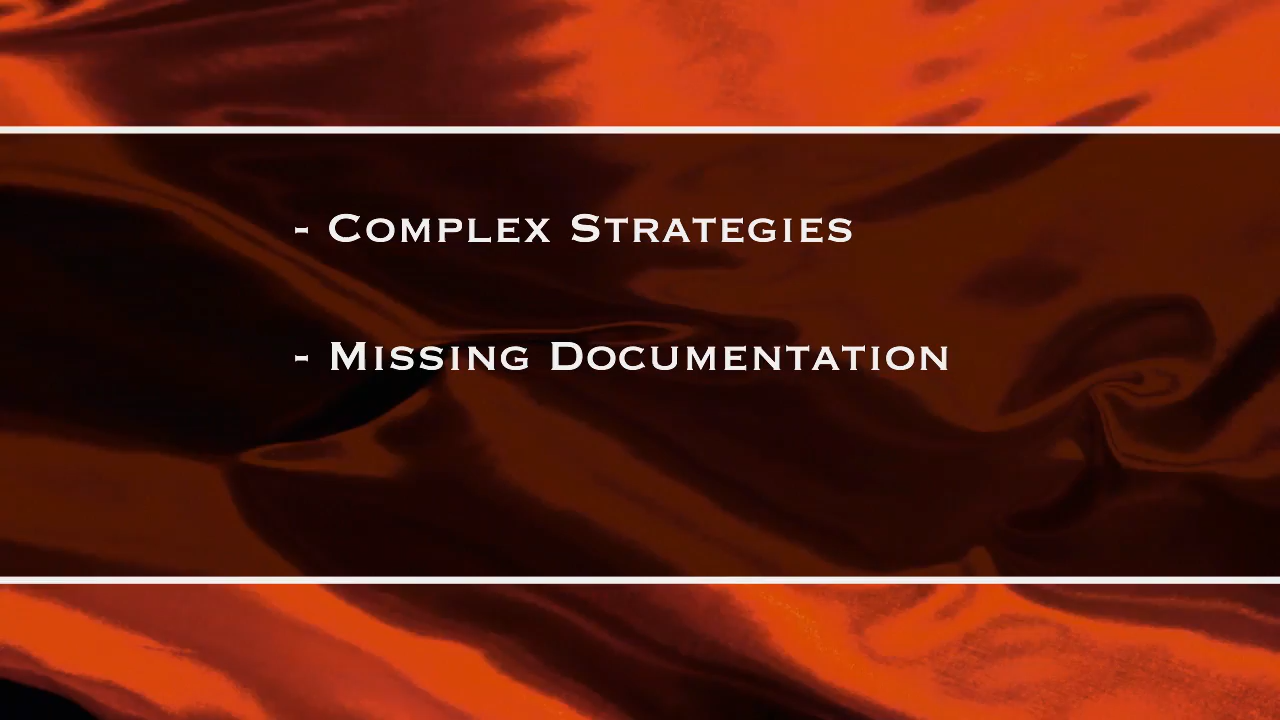 - Complex Strategies
- Missing Documentation